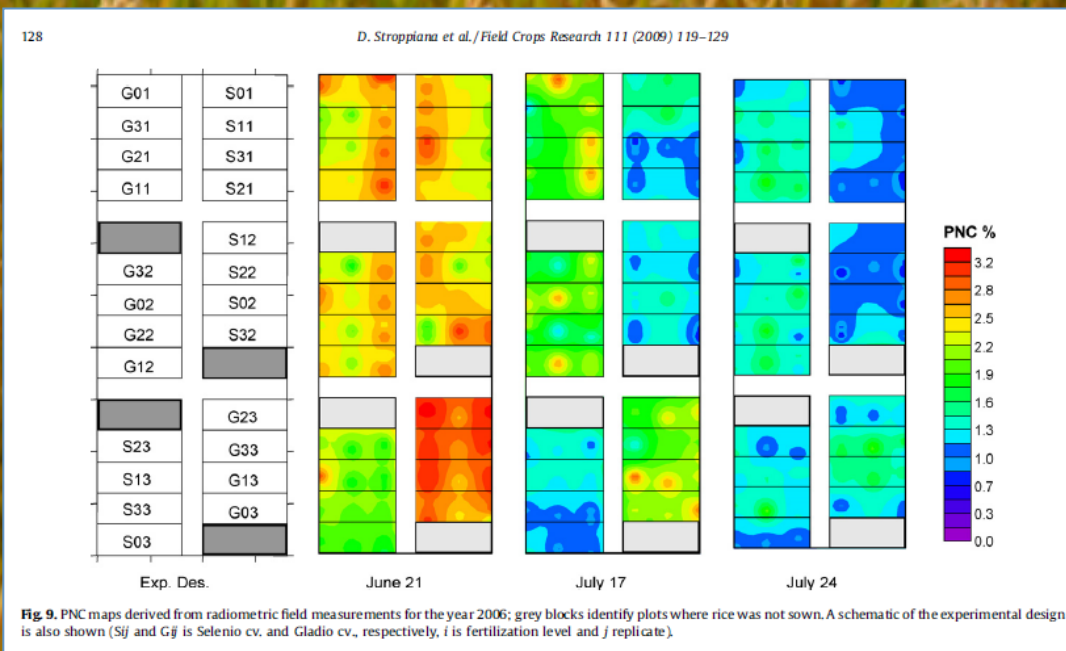 128
D. Stroppiana et al. / Field Crops Research 111 (2009) 119–129
G01 S01
G31 S11
G21 S31
G11 S21
S12
G32 S22
G02 S02
G22 S32
G12
G23
S23 G33
S13 G13
S33 G03
S03
PNC %
3.2
2.8
2.5
2.2
1.9
1.6
1.3
1.0
0.7
0.3
0.0
Exp. Des. June 21 July 17 July 24
Fig. 9. PNC maps derived from radiometric field measurements for the year 2006; grey blocks identify plots where rice was not sown. A schematic of the experimental design
is also shown (Sij and Gij is Selenio cv. and Gladio cv., respectively, i is fertilization level and j replicate).